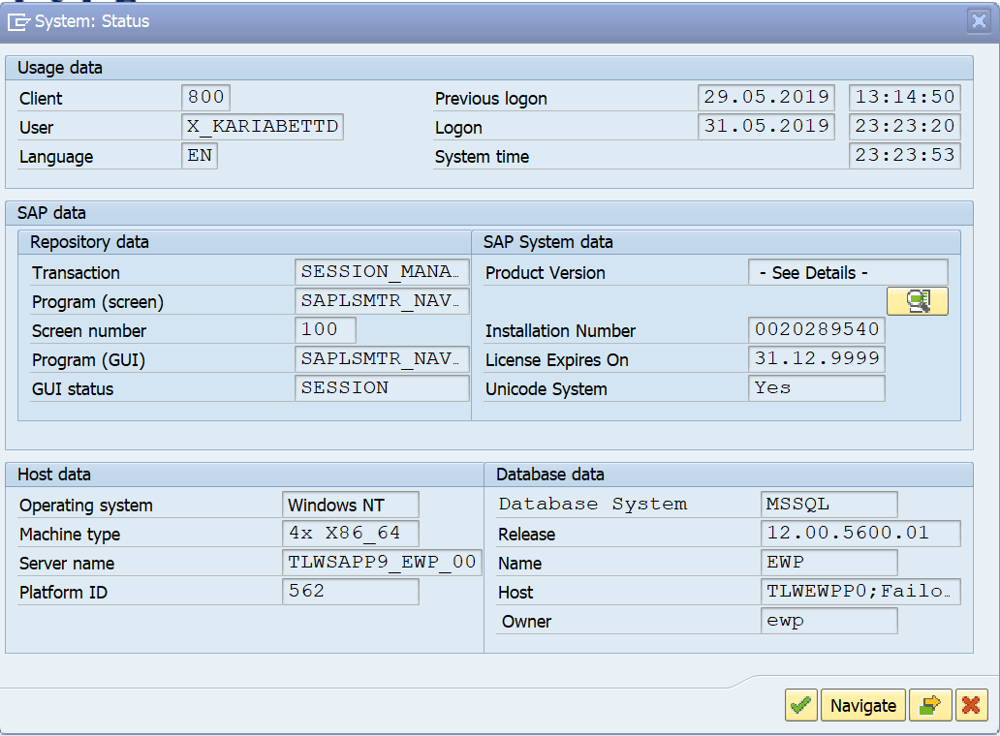 System: Status
Usage data
Client 800 Previous logon 29.05.2019 13:14:50
User X_KARIABETTD Logon 31.05.2019 23:23:20
Language EN System time 23:23:53
SAP data
Repository data SAP System data
Transaction SESSION_MANA… Product Version - See Details -
Program (screen) SAPLSMTR_NAV…
Screen number 100 Installation Number 0020289540
Program (GUI) SAPLSMTR_NAV… License Expires On 31.12.9999
GUI status SESSION Unicode System Yes
Host data Database data
Operating system Windows NT Database System MSSQL
Machine type 4x X86_64 Release 12.00.5600.01
Server name TLWSAPP9_EWP_00 Name EWP
Platform ID 562 Host TLWEWPP0;Failo…
Owner ewp
Navigate